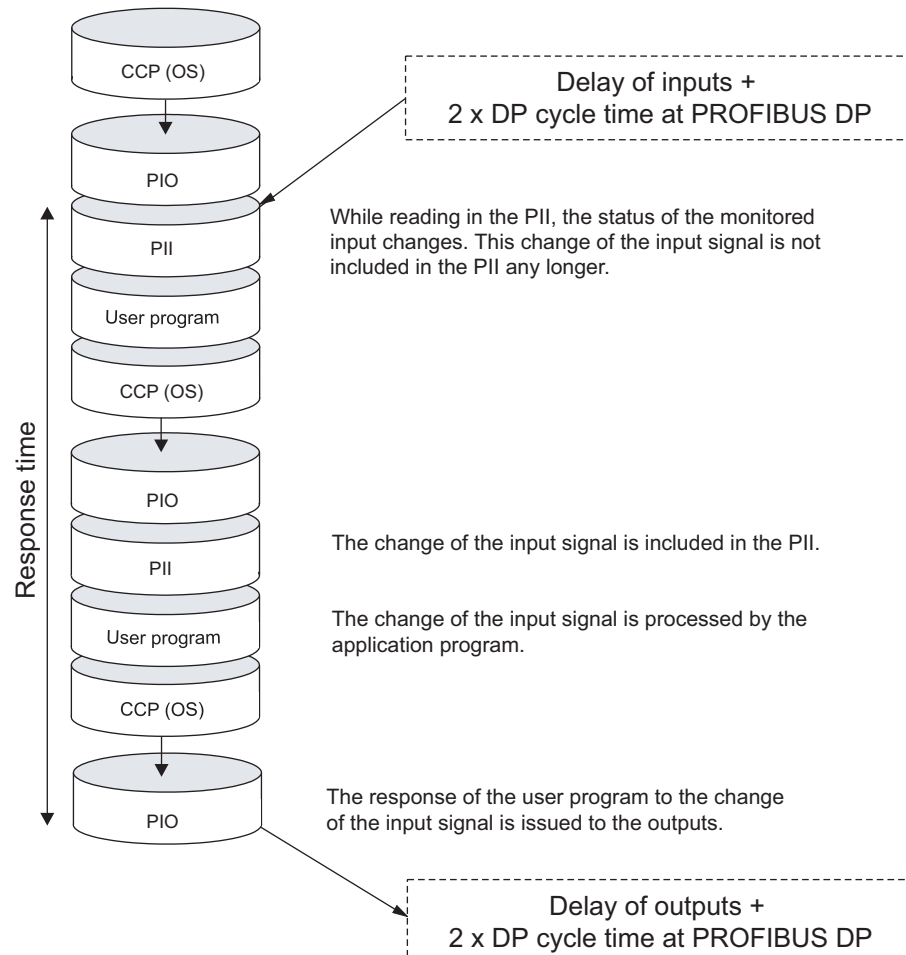 CCP (OS)
Delay of inputs +
2 x DP cycle time at PROFIBUS DP
PIO
PII
While reading in the PII, the status of the monitored
input changes. This change of the input signal is not
included in the PII any longer.
User program
CCP (OS)
Response time
PIO
PII
The change of the input signal is included in the PII.
User program
The change of the input signal is processed by the
application program.
CCP (OS)
PIO
The response of the user program to the change
of the input signal is issued to the outputs.
Delay of outputs +
2 x DP cycle time at PROFIBUS DP